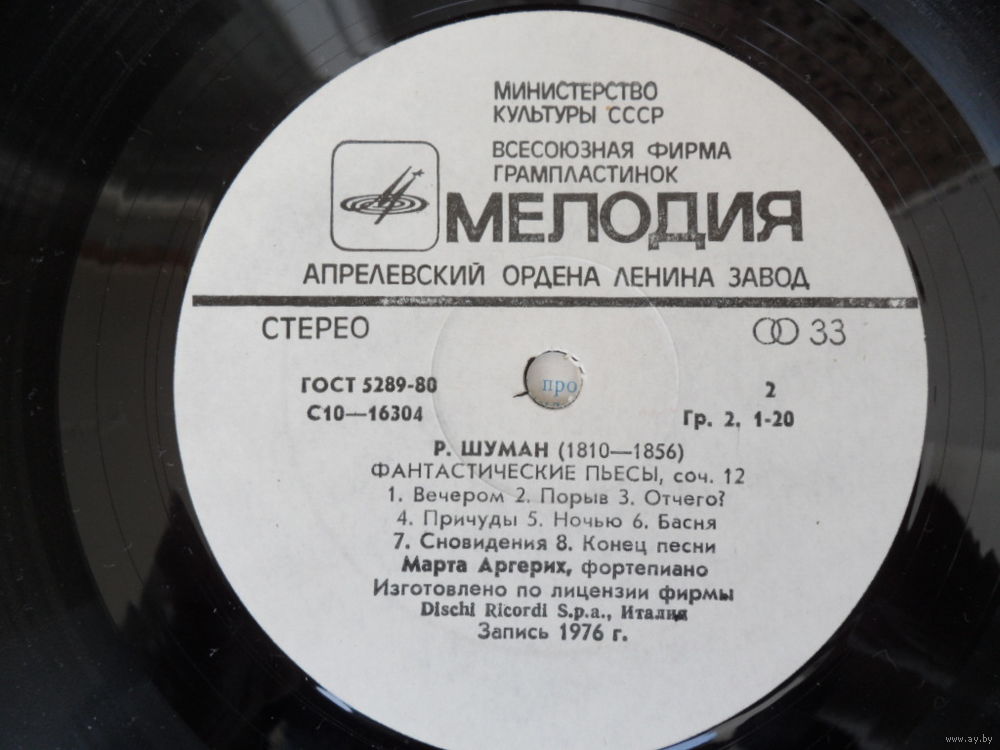 МИНИСТЕРСТВО
КУЛЬТУРЫ СССР
ВСЕСОЮЗНАЯ ФИРМА
ГРАМПЛАСТИНОК
МЕЛОДИЯ
АПРЕЛЕВСКИЙ ОРДЕНА ЛЕНИНА ЗАВОД
СТЕРЕО
33
ГОСТ 5289-80
С10—16304
про
2
Гр. 2. 1-20
Р. ШУМАН (1810—1856)
ФАНТАСТИЧЕСКИЕ ПЬЕСЫ, соч. 12
1. Вечером 2. Порыв 3. Отчего?
4. Причуды 5. Ночью 6. Басня
7. Сновидения 8. Конец песни
Марта Аргерих, фортепиано
Изготовлено по лицензии фирмы
Dischi Ricordi S.p.a., Италия
Запись 1976 г.
www.ay.by